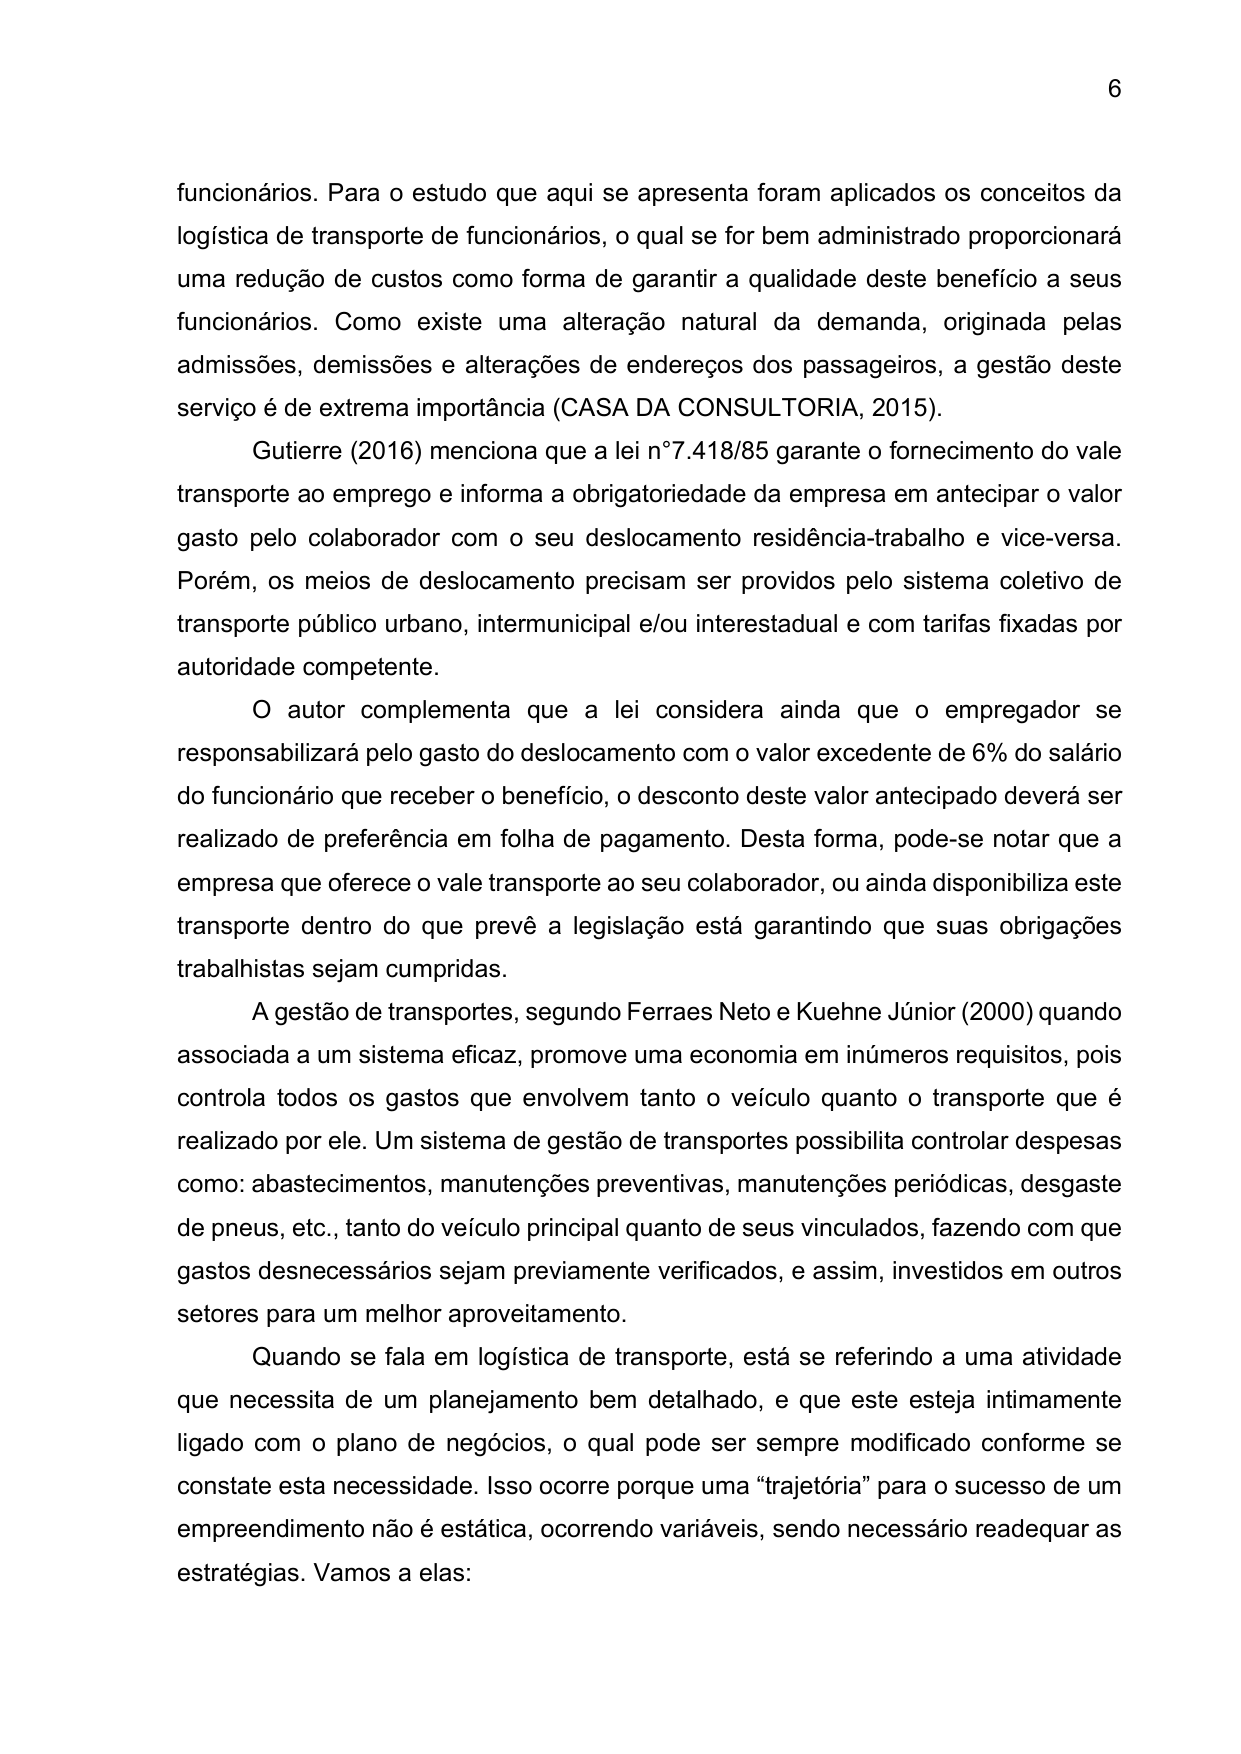 6
funcionários. Para o estudo que aqui se apresenta foram aplicados os conceitos da
logística de transporte de funcionários, o qual se for bem administrado proporcionará
uma redução de custos como forma de garantir a qualidade deste benefício a seus
funcionários. Como existe uma alteração natural da demanda, originada pelas
admissões, demissões e alterações de endereços dos passageiros, a gestão deste
serviço é de extrema importância (CASA DA CONSULTORIA, 2015).
Gutierre (2016) menciona que a lei n°7.418/85 garante o fornecimento do vale
transporte ao emprego e informa a obrigatoriedade da empresa em antecipar o valor
gasto pelo colaborador com o seu deslocamento residência-trabalho e vice-versa.
Porém, os meios de deslocamento precisam ser providos pelo sistema coletivo de
transporte público urbano, intermunicipal e/ou interestadual e com tarifas fixadas por
autoridade competente.
O autor complementa que a lei considera ainda que o empregador se
responsabilizará pelo gasto do deslocamento com o valor excedente de 6% do salário
do funcionário que receber o benefício, o desconto deste valor antecipado deverá ser
realizado de preferência em folha de pagamento. Desta forma, pode-se notar que a
empresa que oferece o vale transporte ao seu colaborador, ou ainda disponibiliza este
transporte dentro do que prevê a legislação está garantindo que suas obrigações
trabalhistas sejam cumpridas.
A gestão de transportes, segundo Ferraes Neto e Kuehne Júnior (2000) quando
associada a um sistema eficaz, promove uma economia em inúmeros requisitos, pois
controla todos os gastos que envolvem tanto o veículo quanto o transporte que é
realizado por ele. Um sistema de gestão de transportes possibilita controlar despesas
como: abastecimentos, manutenções preventivas, manutenções periódicas, desgaste
de pneus, etc., tanto do veículo principal quanto de seus vinculados, fazendo com que
gastos desnecessários sejam previamente verificados, e assim, investidos em outros
setores para um melhor aproveitamento.
Quando se fala em logística de transporte, está se referindo a uma atividade
que necessita de um planejamento bem detalhado, e que este esteja intimamente
ligado com o plano de negócios, o qual pode ser sempre modificado conforme se
constate esta necessidade. Isso ocorre porque uma “trajetória” para o sucesso de um
empreendimento não é estática, ocorrendo variáveis, sendo necessário readequar as
estratégias. Vamos a elas: